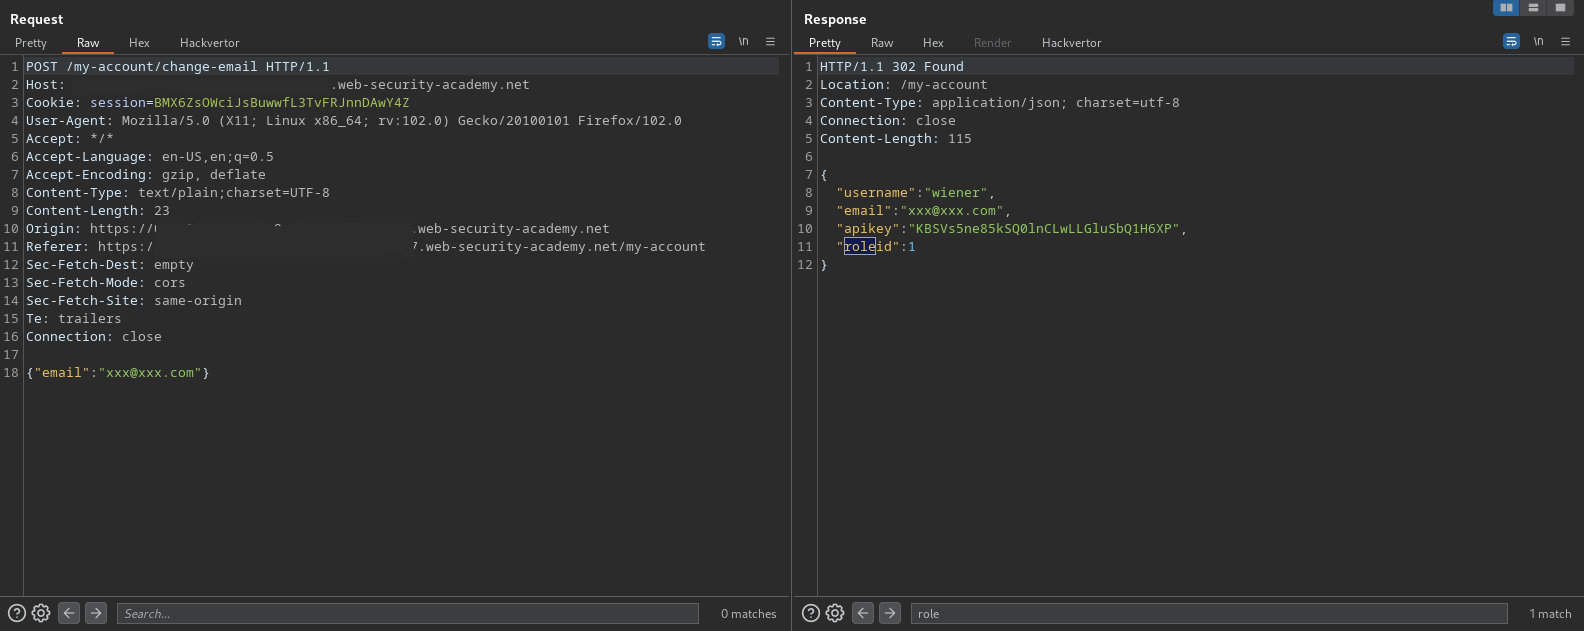 Request
Pretty Raw Hex Hackvertor \n
1 POST /my-account/change-email HTTP/1.1
2 Host: .web-security-academy.net
3 Cookie: session=BMX6ZsOWciJsBuwwfL3TvFRJnnDAwY4Z
4 User-Agent: Mozilla/5.0 (X11; Linux x86_64; rv:102.0) Gecko/20100101 Firefox/102.0
5 Accept: */*
6 Accept-Language: en-US,en;q=0.5
7 Accept-Encoding: gzip, deflate
8 Content-Type: text/plain;charset=UTF-8
9 Content-Length: 23
10 Origin: https:// .web-security-academy.net
11 Referer: https:/ .web-security-academy.net/my-account
12 Sec-Fetch-Dest: empty
13 Sec-Fetch-Mode: cors
14 Sec-Fetch-Site: same-origin
15 Te: trailers
16 Connection: close
17
18 {"email":"xxx@xxx.com"}
Search...
0 matches
Response
Pretty Raw Hex Render Hackvertor \n
1 HTTP/1.1 302 Found
2 Location: /my-account
3 Content-Type: application/json; charset=utf-8
4 Connection: close
5 Content-Length: 115
6
7 {
8 "username":"wiener",
9 "email":"xxx@xxx.com",
10 "apikey":"KBSVs5ne85kSQ0lnCLwLLGluSbQ1H6XP",
11 "roleid":1
12 }
role
1 match